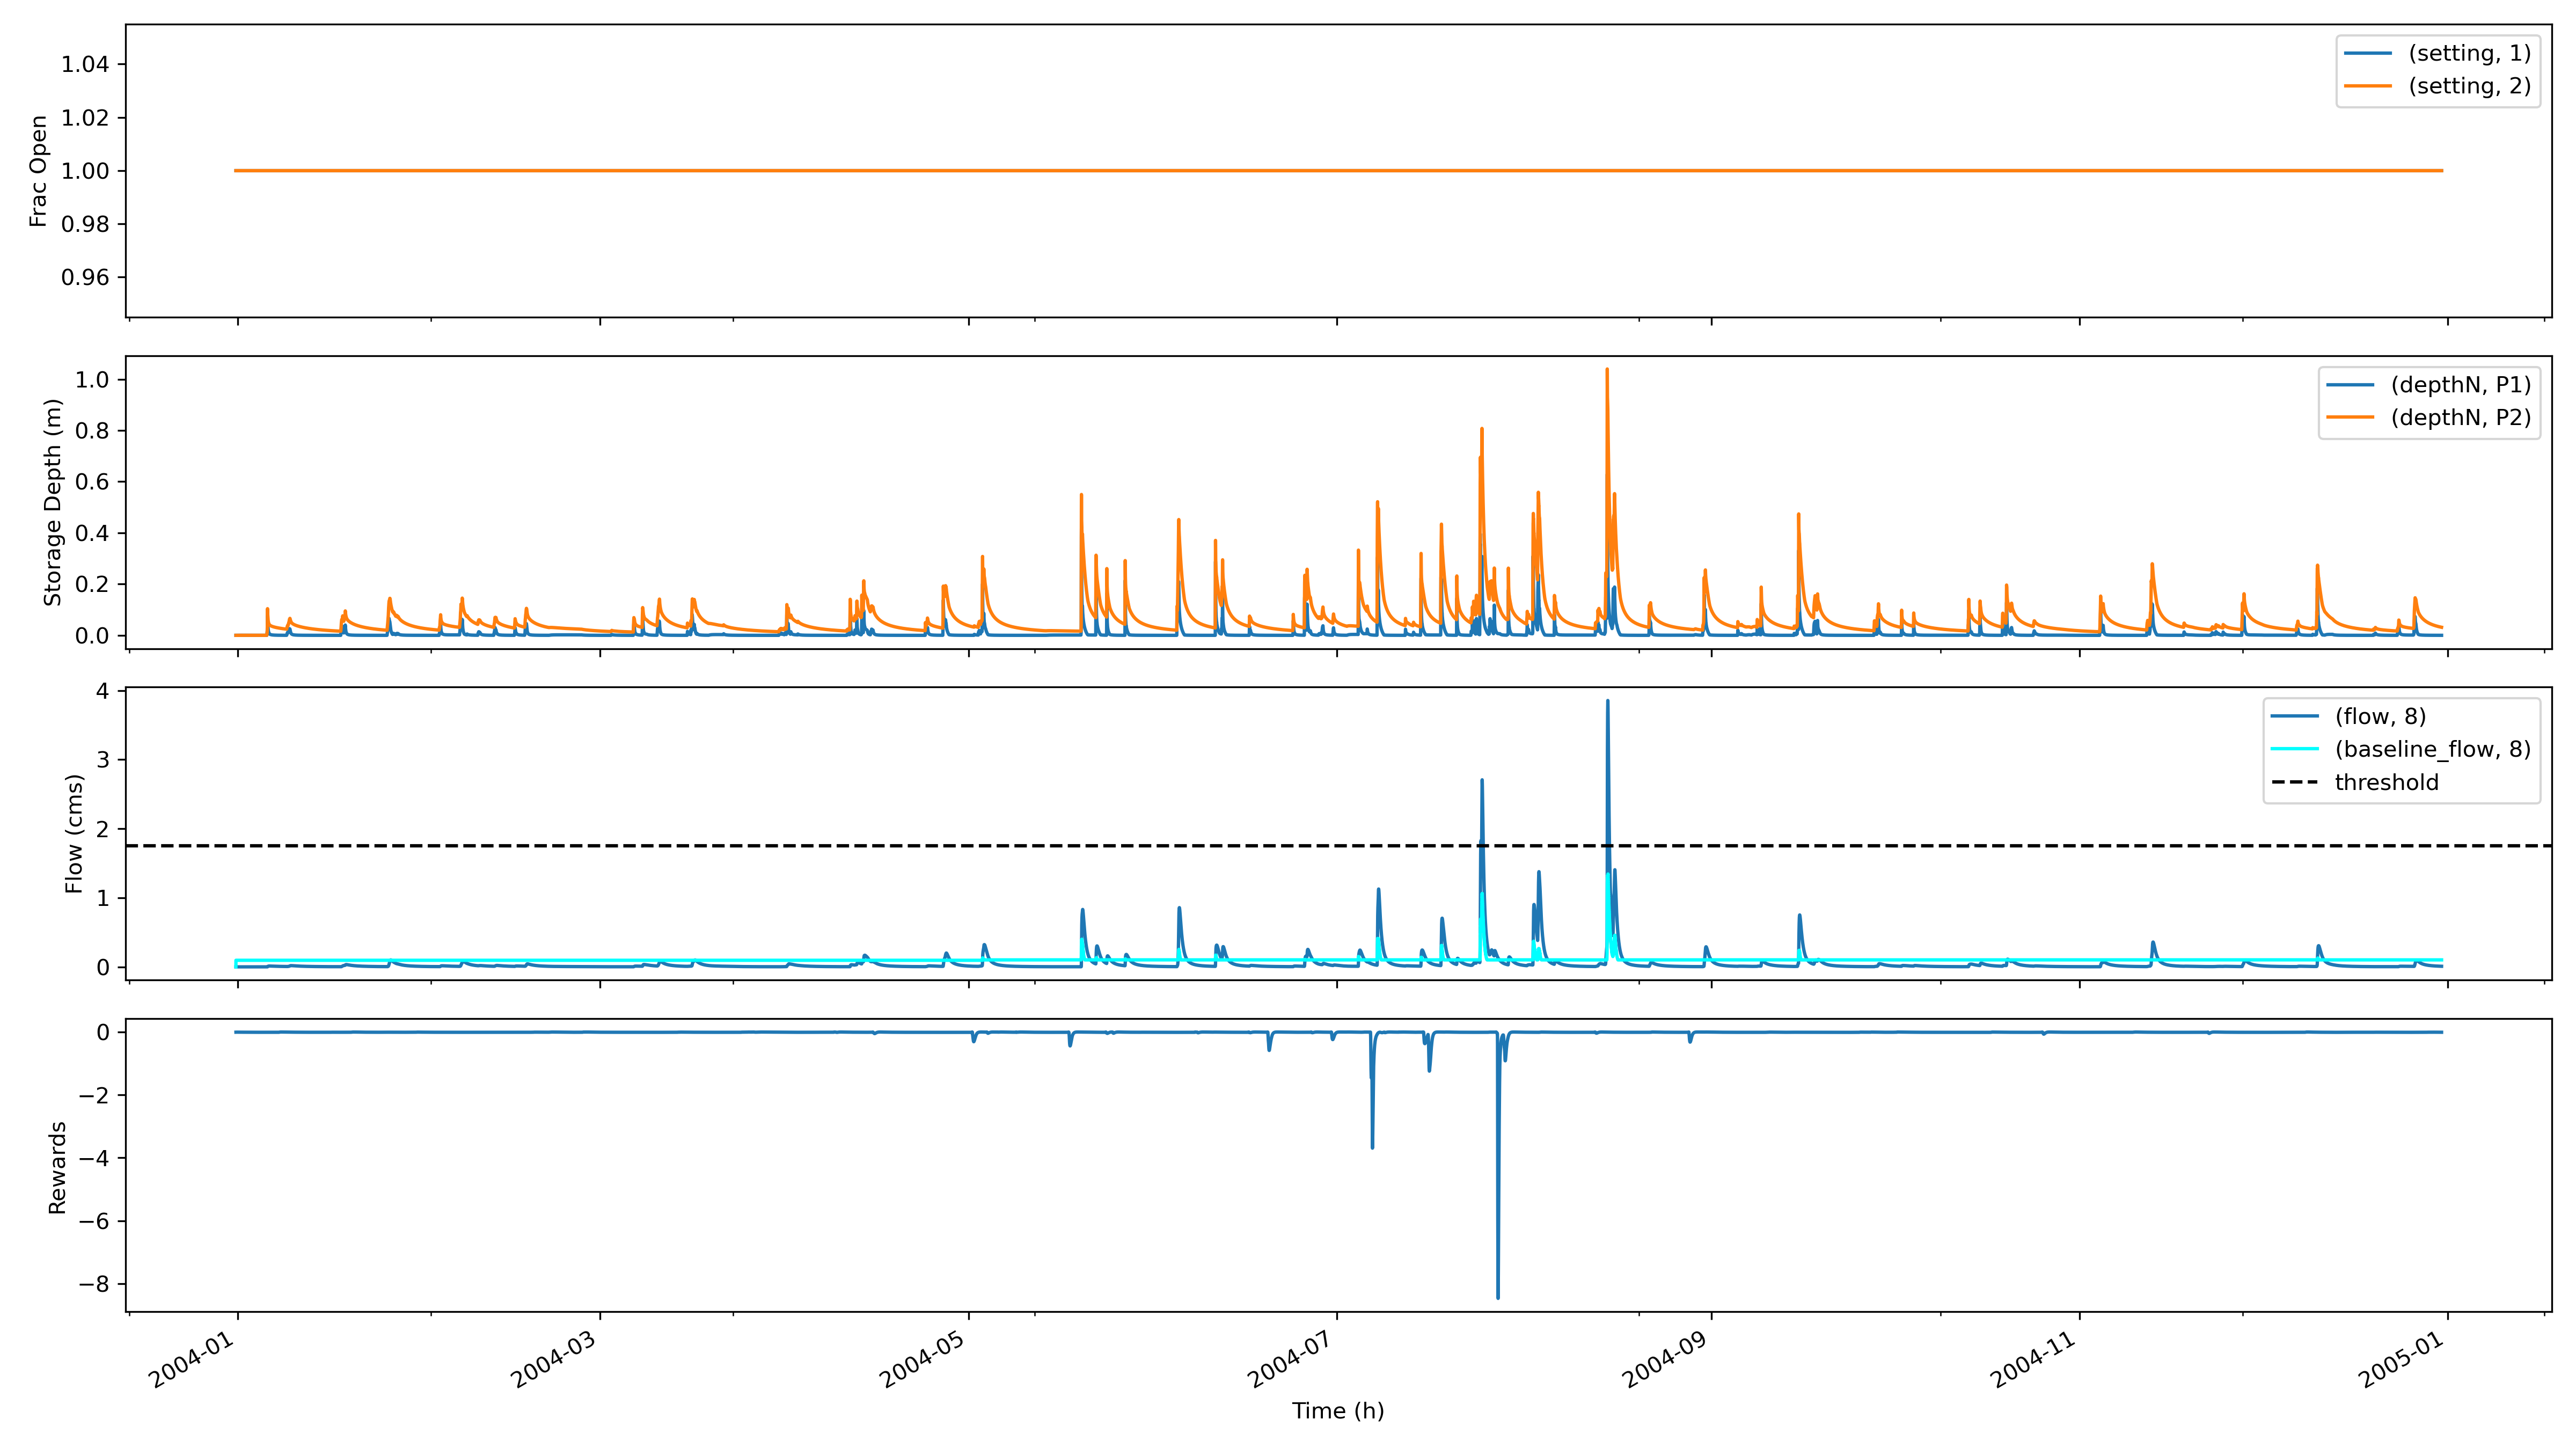 1.04
1.02
1.00
0.98
0.96
Frac Open
(setting, 1)
(setting, 2)
1.0
0.8
0.6
0.4
0.2
0.0
Storage Depth (m)
(depthN, P1)
(depthN, P2)
4
3
2
1
0
Flow (cms)
(flow, 8)
(baseline_flow, 8)
threshold
0
−2
−4
−6
−8
Rewards
2004-01
2004-03
2004-05
2004-07
2004-09
2004-11
2005-01
Time (h)